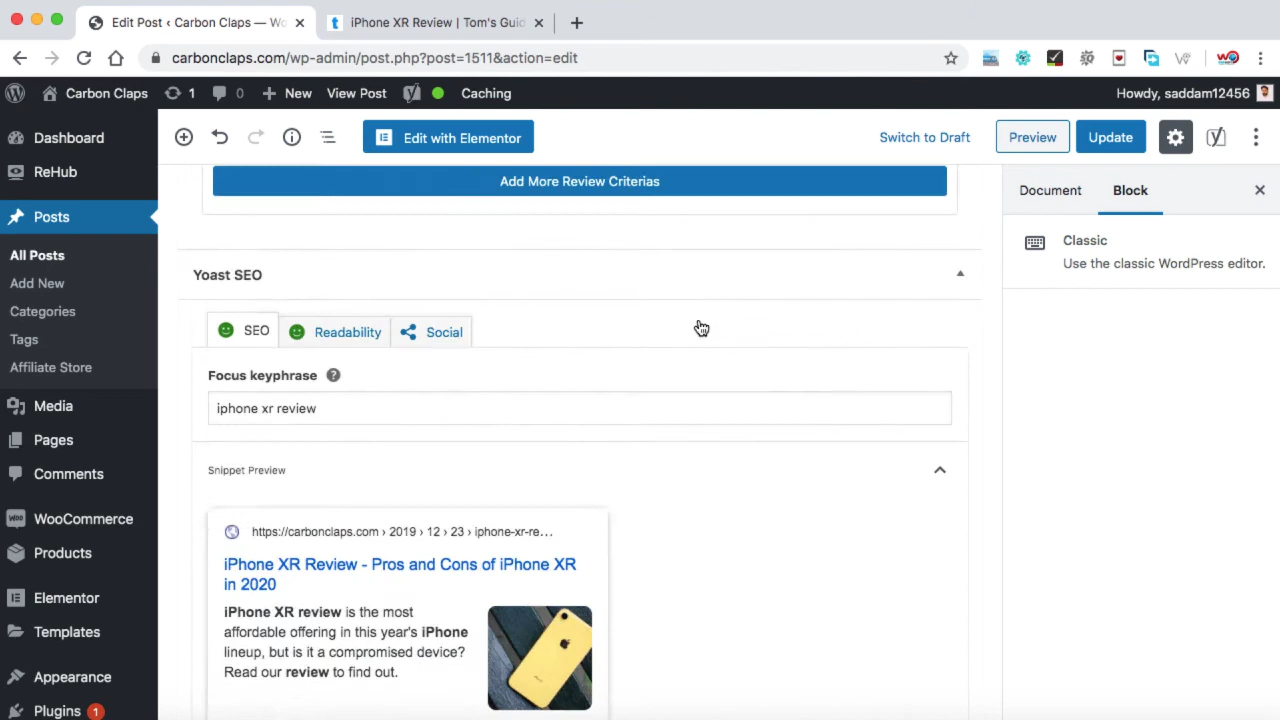 Edit Post ‹ Carbon Claps — Wo
iPhone XR Review | Tom's Guid
carbonclaps.com/wp-admin/post.php?post=1511&action=edit
Carbon Claps
1
0
New
View Post
Caching
Howdy, saddam12456
Dashboard
ReHub
Posts
All Posts
Add New
Categories
Tags
Affiliate Store
Media
Pages
Comments
WooCommerce
Products
Elementor
Templates
Appearance
Plugins 1
Edit with Elementor
Switch to Draft
Preview
Update
Add More Review Criterias
Yoast SEO
SEO
Readability
Social
Focus keyphrase
iphone xr review
Snippet Preview
https://carbonclaps.com › 2019 › 12 › 23 › iphone-xr-re...
iPhone XR Review - Pros and Cons of iPhone XR
in 2020
iPhone XR review is the most
affordable offering in this year's iPhone
lineup, but is it a compromised device?
Read our review to find out.
Document
Block
Classic
Use the classic WordPress editor.